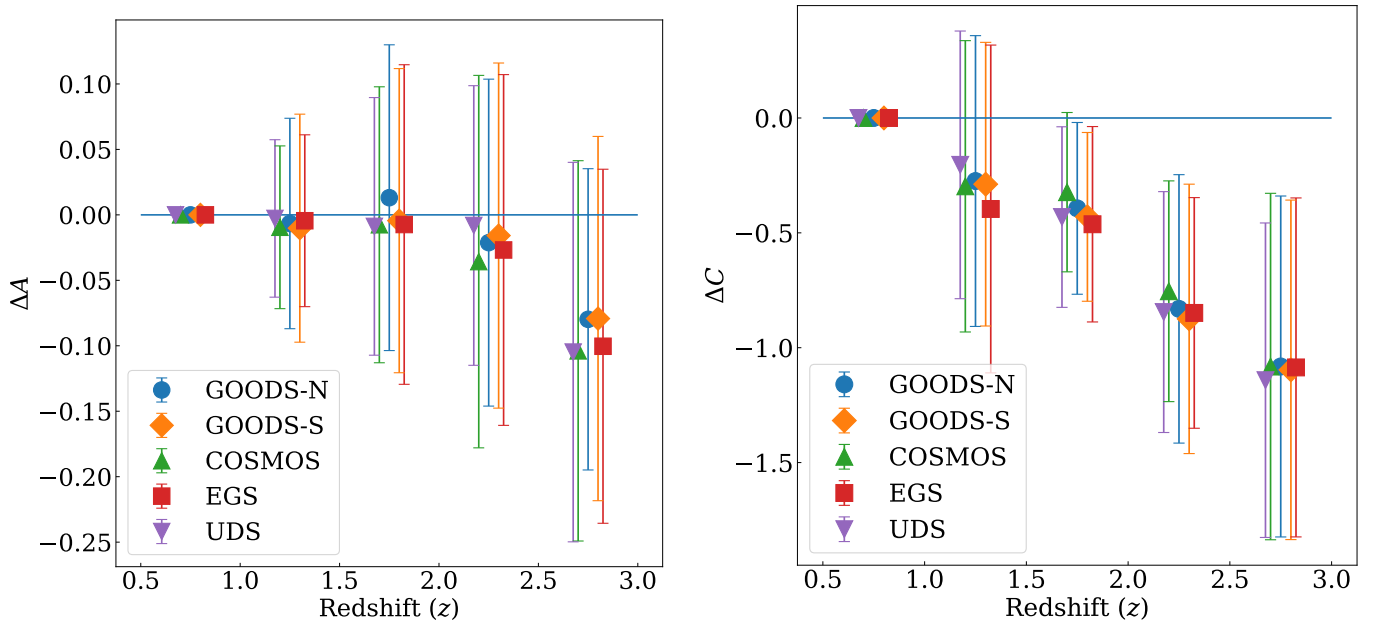 0.10
0.05
0.00
−0.05
−0.10
−0.15
−0.20
−0.25
ΔA
GOODS-N
GOODS-S
COSMOS
EGS
UDS
0.5 1.0 1.5 2.0 2.5 3.0
Redshift (z)
0.0
−0.5
−1.0
−1.5
ΔC
GOODS-N
GOODS-S
COSMOS
EGS
UDS
0.5 1.0 1.5 2.0 2.5 3.0
Redshift (z)